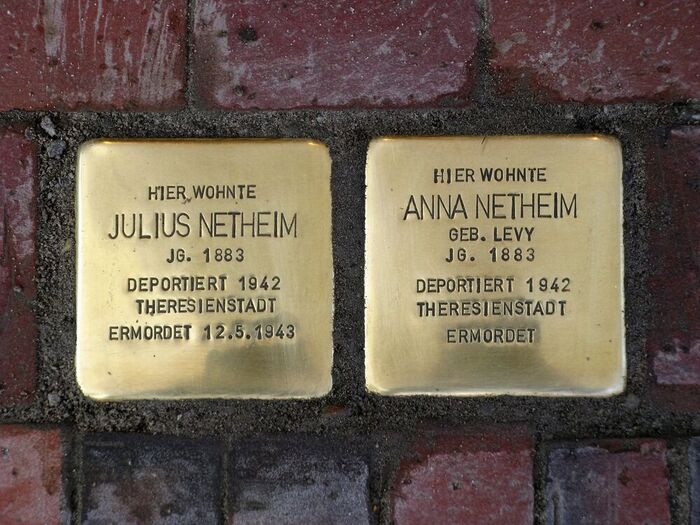 HIER WOHNTE
JULIUS NETHEIM
JG. 1883
DEPORTIERT 1942
THERESIENSTADT
ERMORDET 12.5.1943
HIER WOHNTE
ANNA NETHEIM
GEB. LEVY
JG. 1883
DEPORTIERT 1942
THERESIENSTADT
ERMORDET